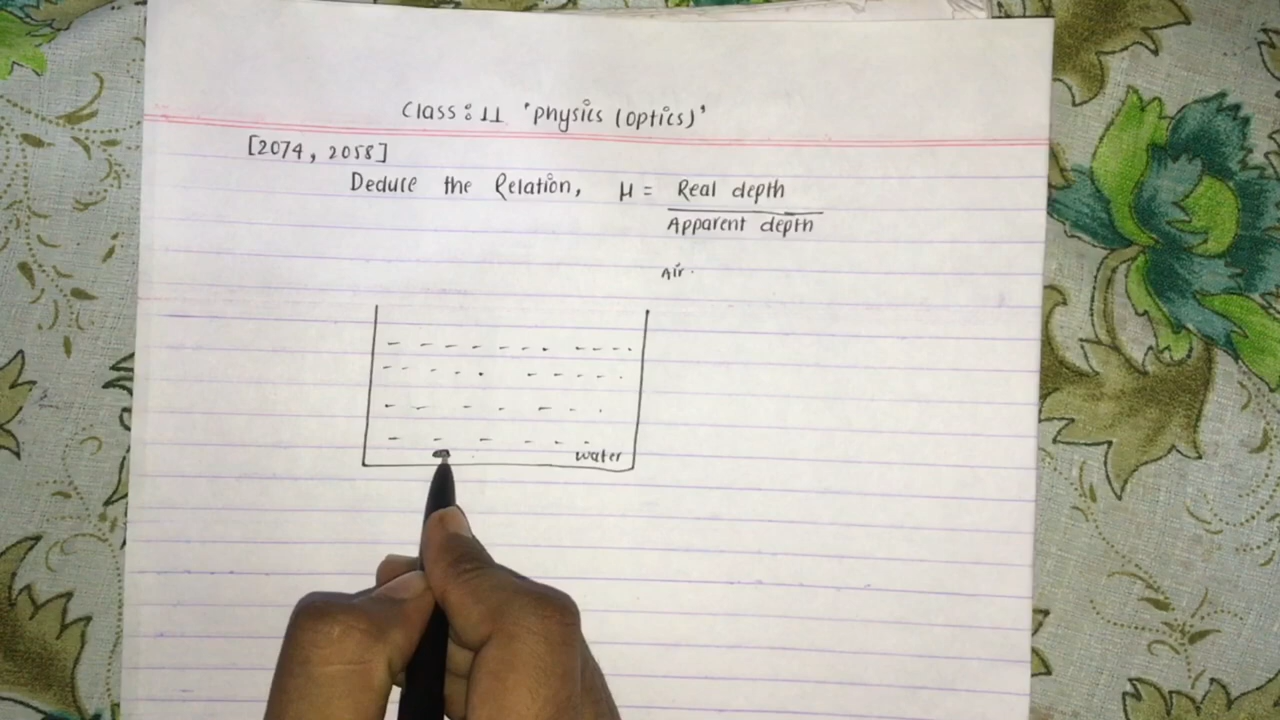 Class: 11 'physics (optics)'
[2074, 2058]
Deduce the Relation, μ = Real depth
Apparent depth
Air.
water